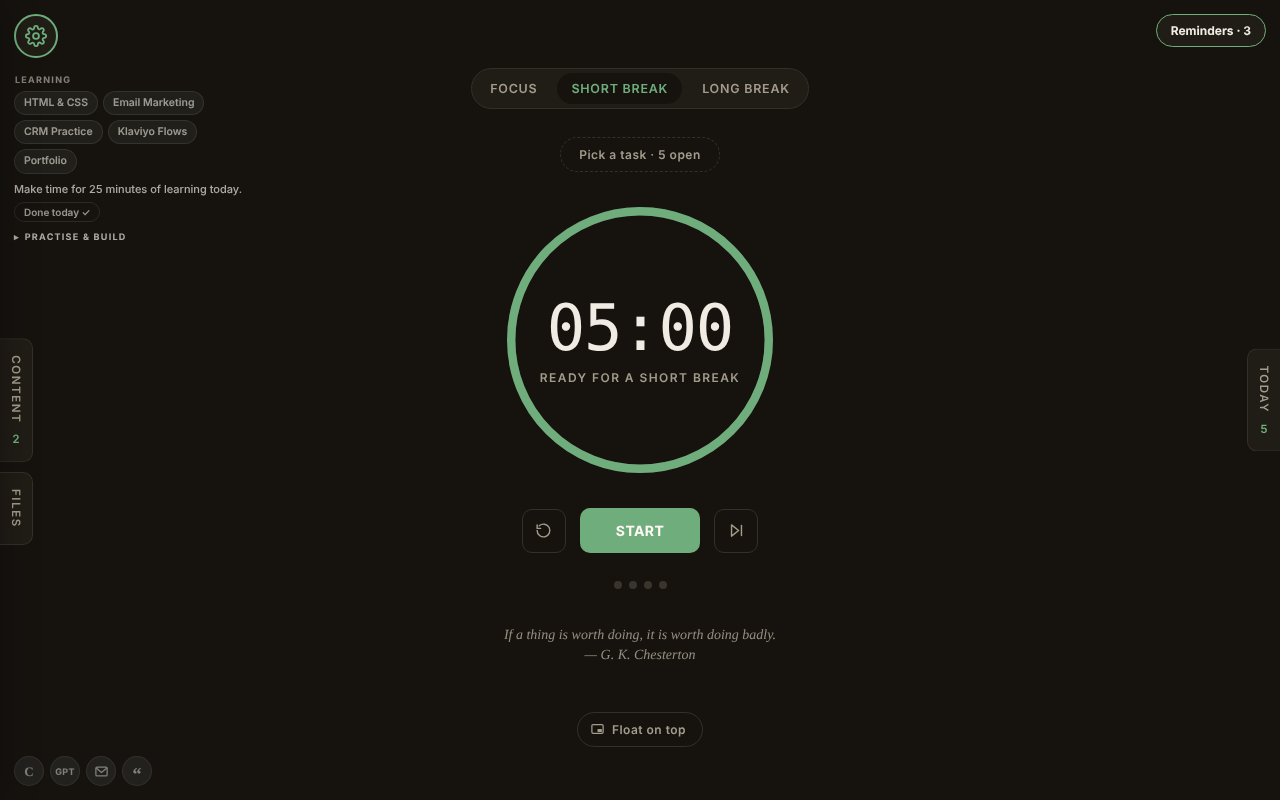 Reminders · 3
LEARNING
HTML & CSS Email Marketing
CRM Practice Klaviyo Flows
Portfolio
Make time for 25 minutes of learning today.
Done today ✓
▸ PRACTISE & BUILD
FOCUS SHORT BREAK LONG BREAK
Pick a task · 5 open
05:00
READY FOR A SHORT BREAK
CONTENT 2
FILES
TODAY 5
START
If a thing is worth doing, it is worth doing badly.
— G. K. Chesterton
Float on top
C GPT “